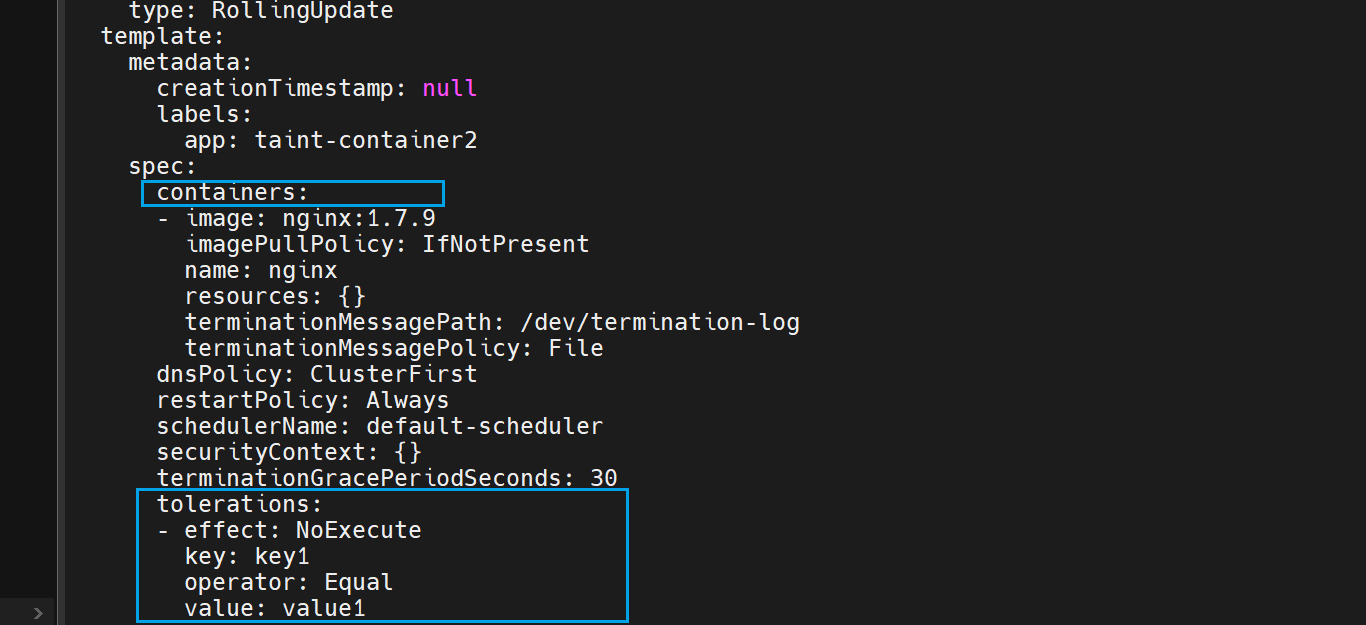 type: RollingUpdate
template:
metadata:
creationTimestamp: null
labels:
app: taint-container2
spec:
containers:
- image: nginx:1.7.9
imagePullPolicy: IfNotPresent
name: nginx
resources: {}
terminationMessagePath: /dev/termination-log
terminationMessagePolicy: File
dnsPolicy: ClusterFirst
restartPolicy: Always
schedulerName: default-scheduler
securityContext: {}
terminationGracePeriodSeconds: 30
tolerations:
- effect: NoExecute
key: key1
operator: Equal
value: value1